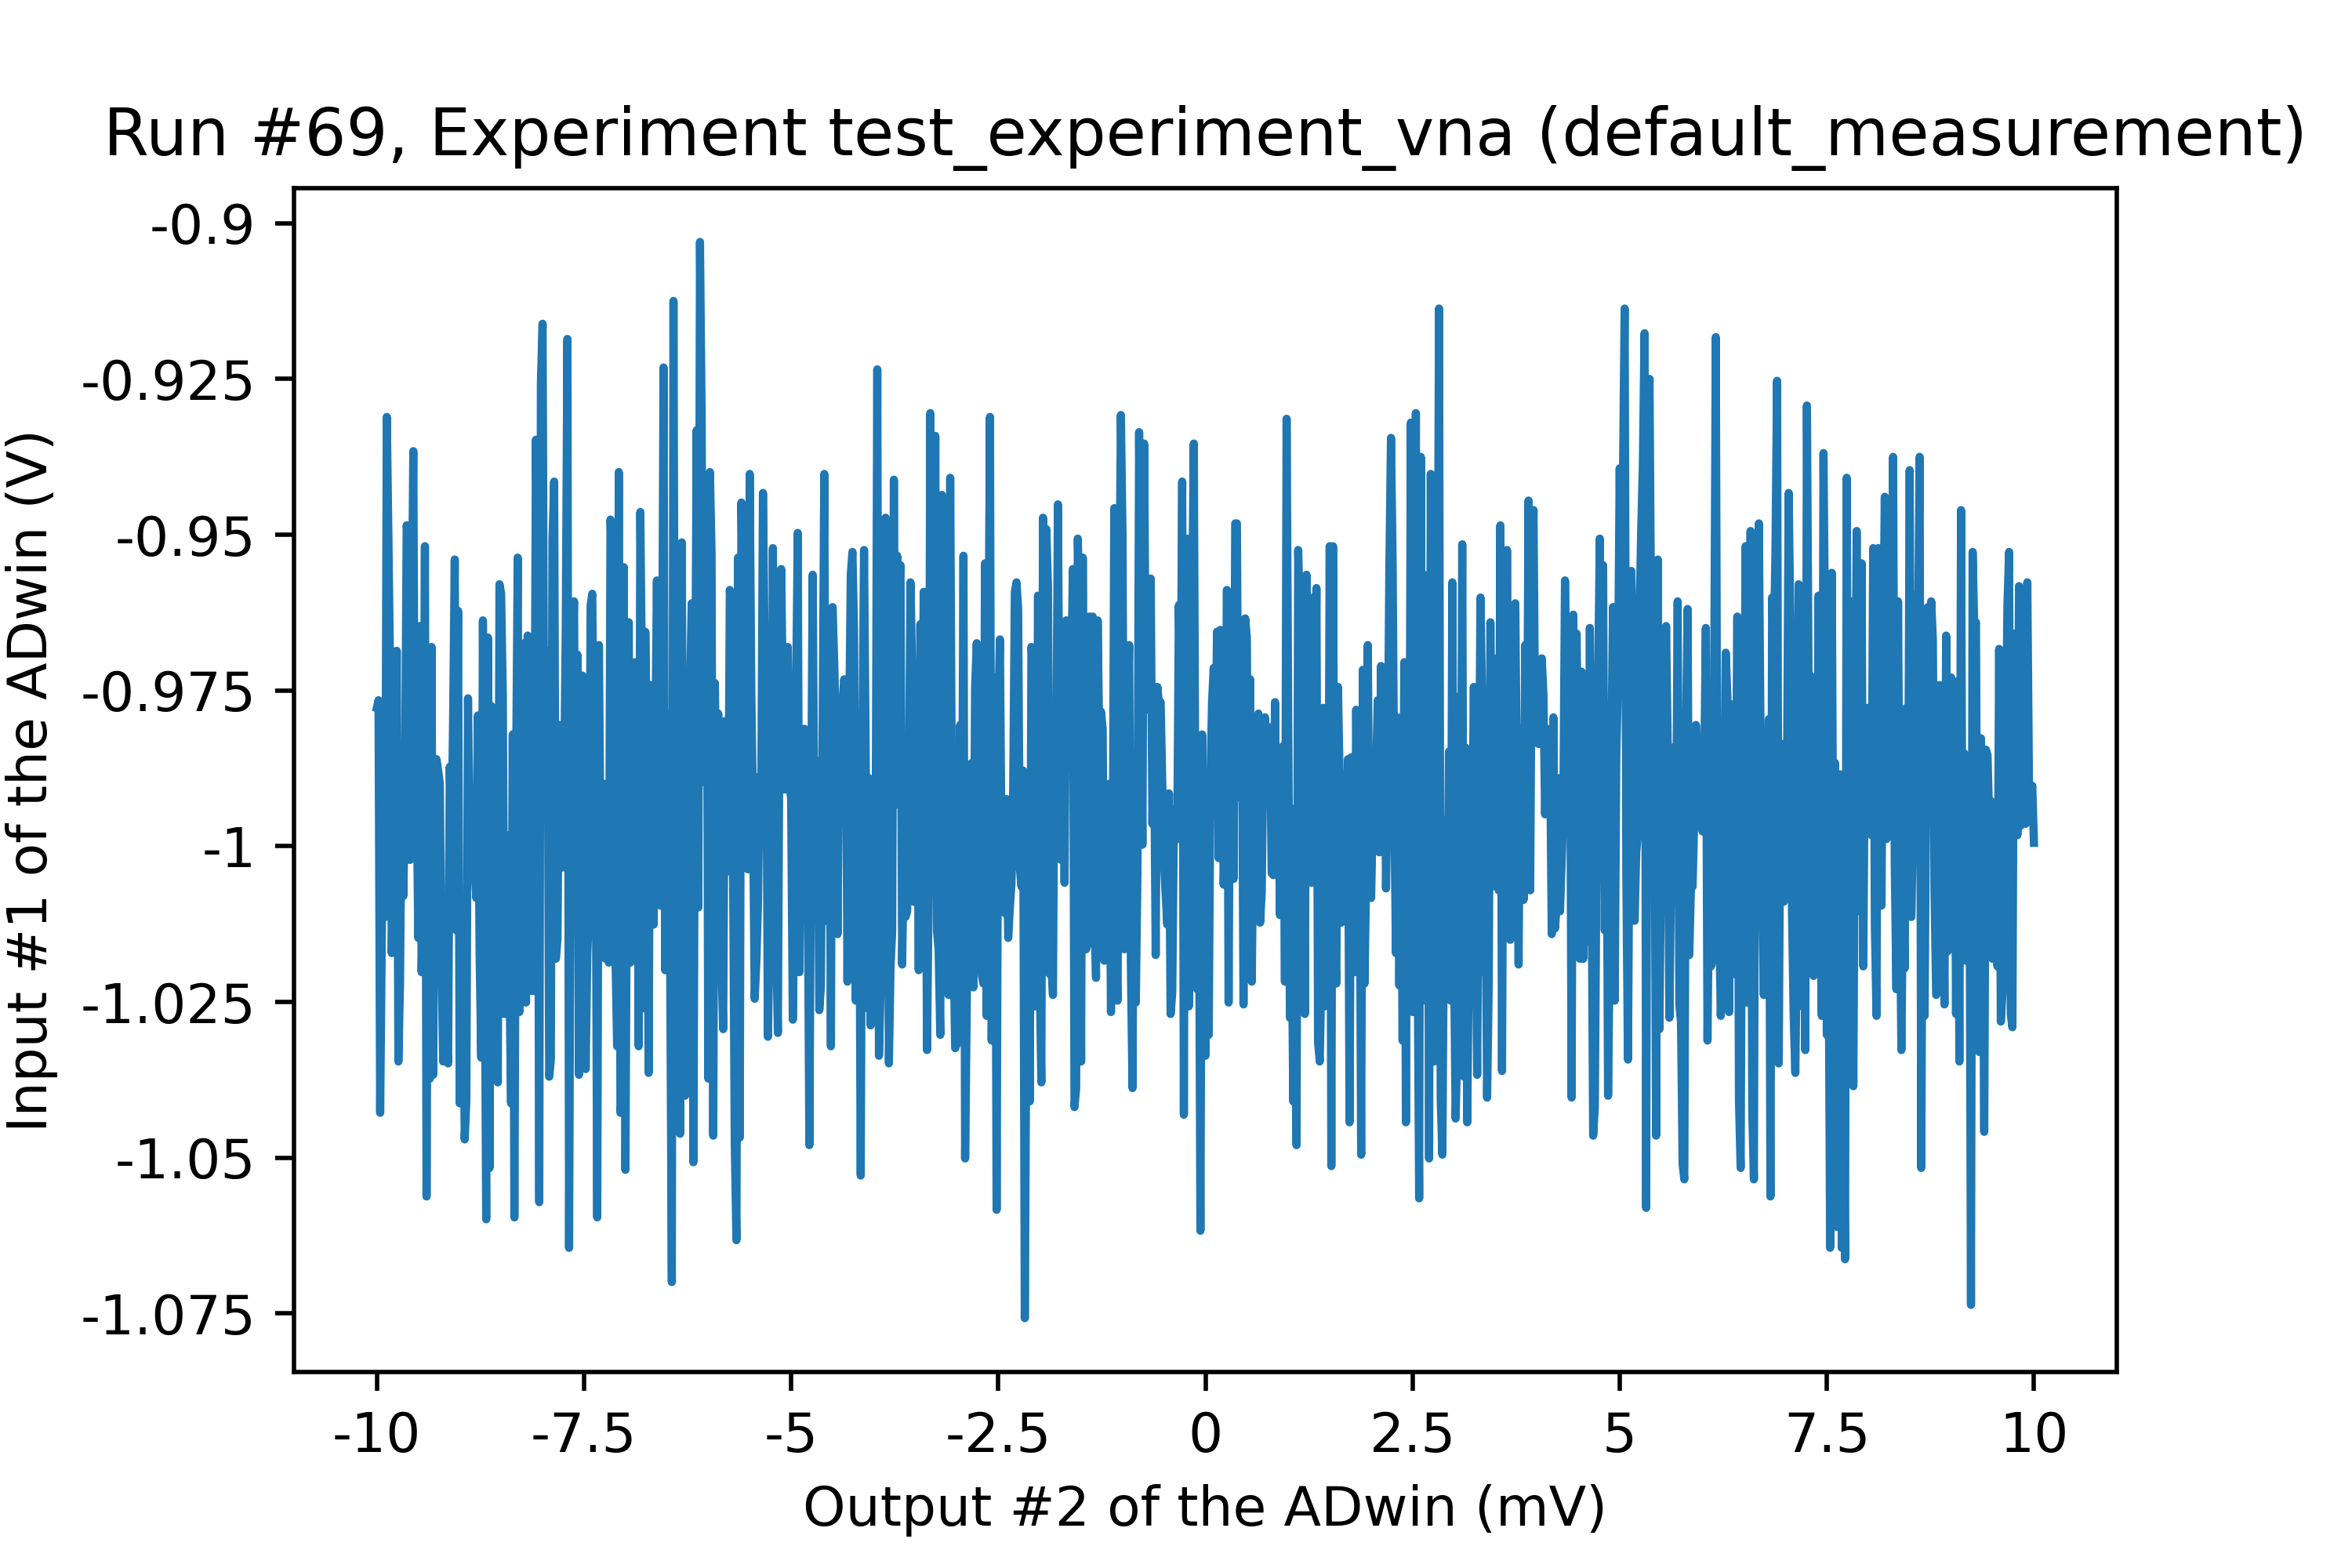 Run #69, Experiment test_experiment_vna (default_measurement)
Input #1 of the ADwin (V)
-0.9
-0.925
-0.95
-0.975
-1
-1.025
-1.05
-1.075
-10 -7.5 -5 -2.5 0 2.5 5 7.5 10
Output #2 of the ADwin (mV)